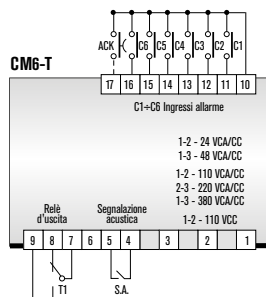 ACK C6 C5 C4 C3 C2 C1
CM6-T
17 16 15 14 13 12 11 10
C1÷C6 Ingressi allarme
1-2 - 24 VCA/CC
1-3 - 48 VCA/CC
1-2 - 110 VCA/CC
2-3 - 220 VCA/CC
1-3 - 380 VCA/CC
1-2 - 110 VCC
Relè
d'uscita
Segnalazione
acustica
9 8 7 6 5 4 3 2 1
T1
S.A.